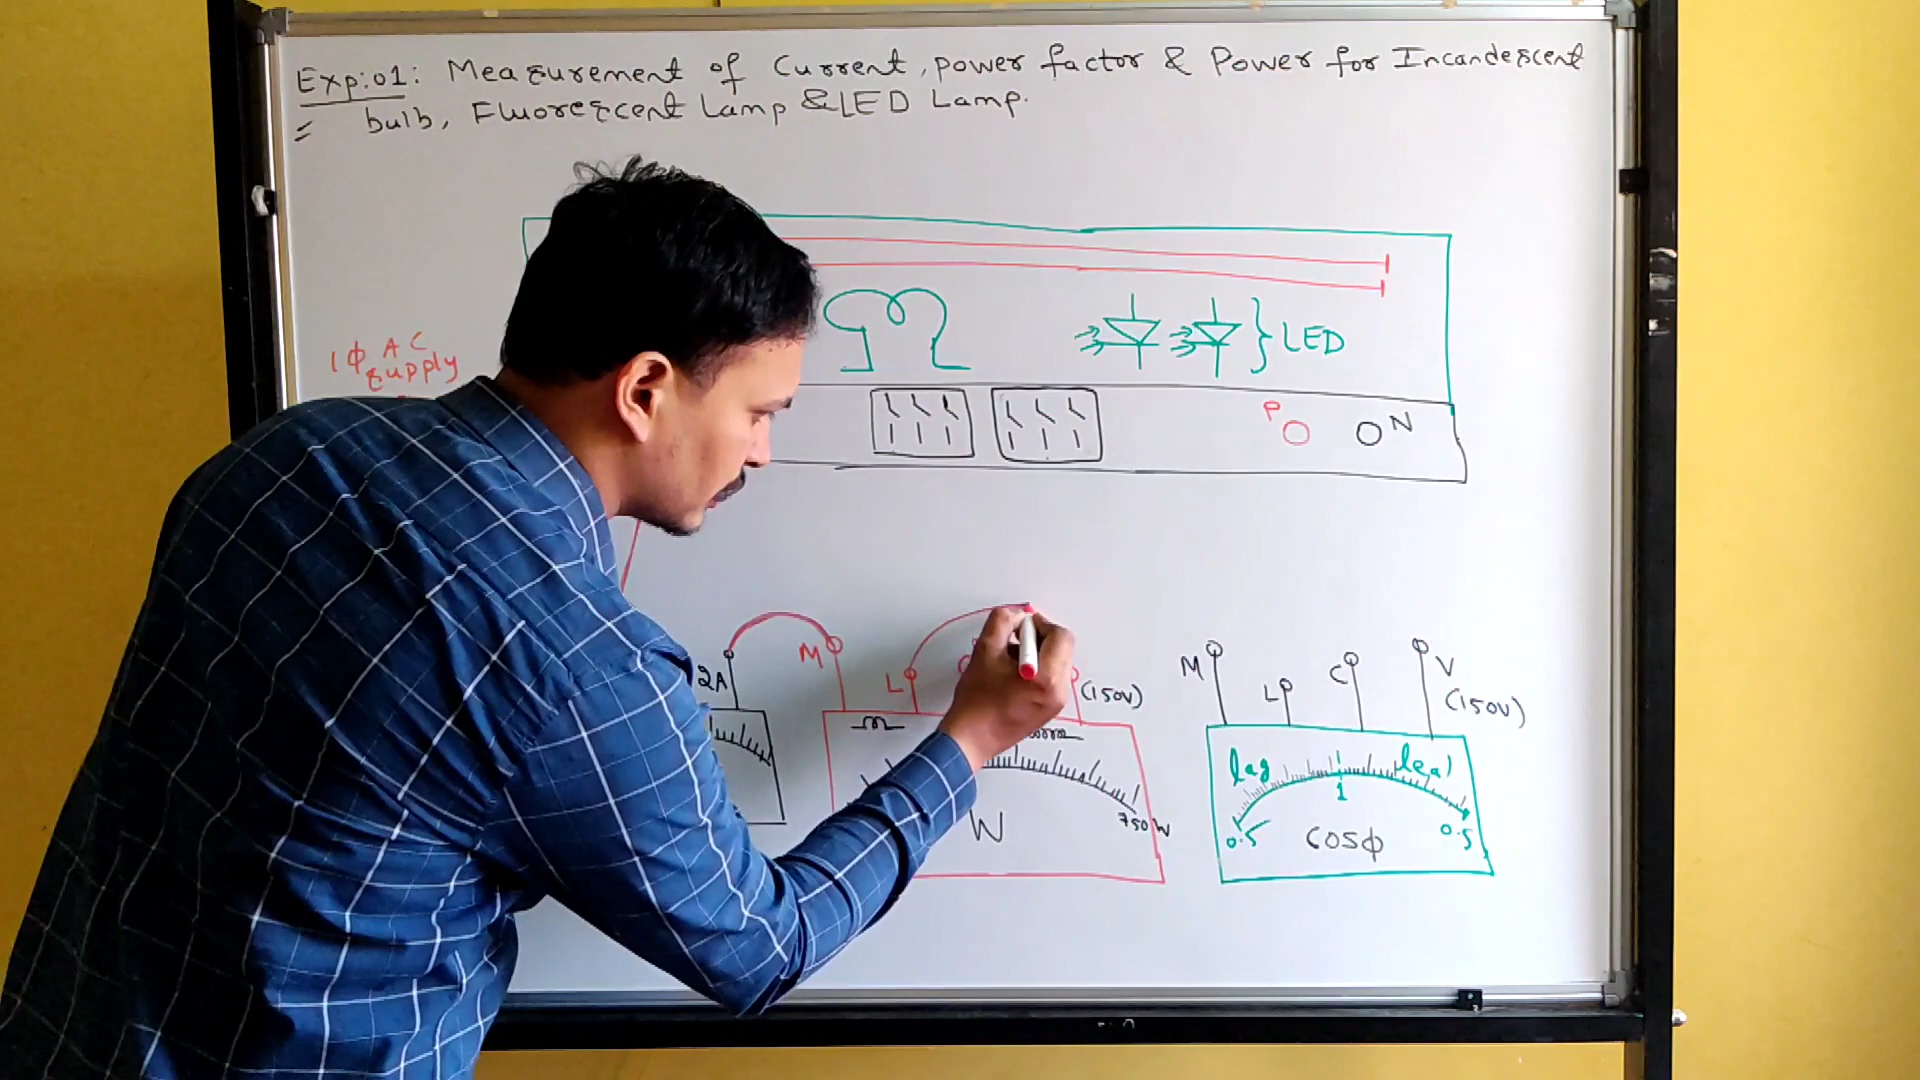 Exp:01: Measurement of Current, power factor & Power for Incandescent
bulb, Fluorescent Lamp & LED Lamp.
1ϕ AC
supply
LED
P
N
2A
M
L
(150V)
M
L
C
V
(150V)
750W
W
lag
lead
1
0.5
0.5
cosϕ